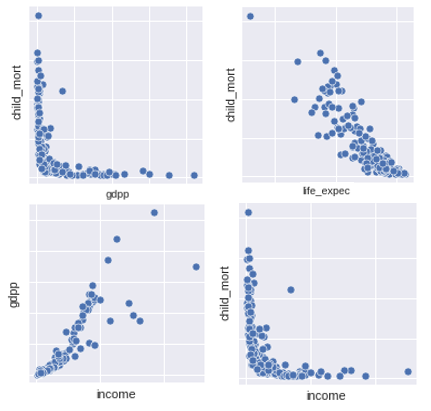 child_mort
gdpp
child_mort
life_expec
gdpp
income
child_mort
income